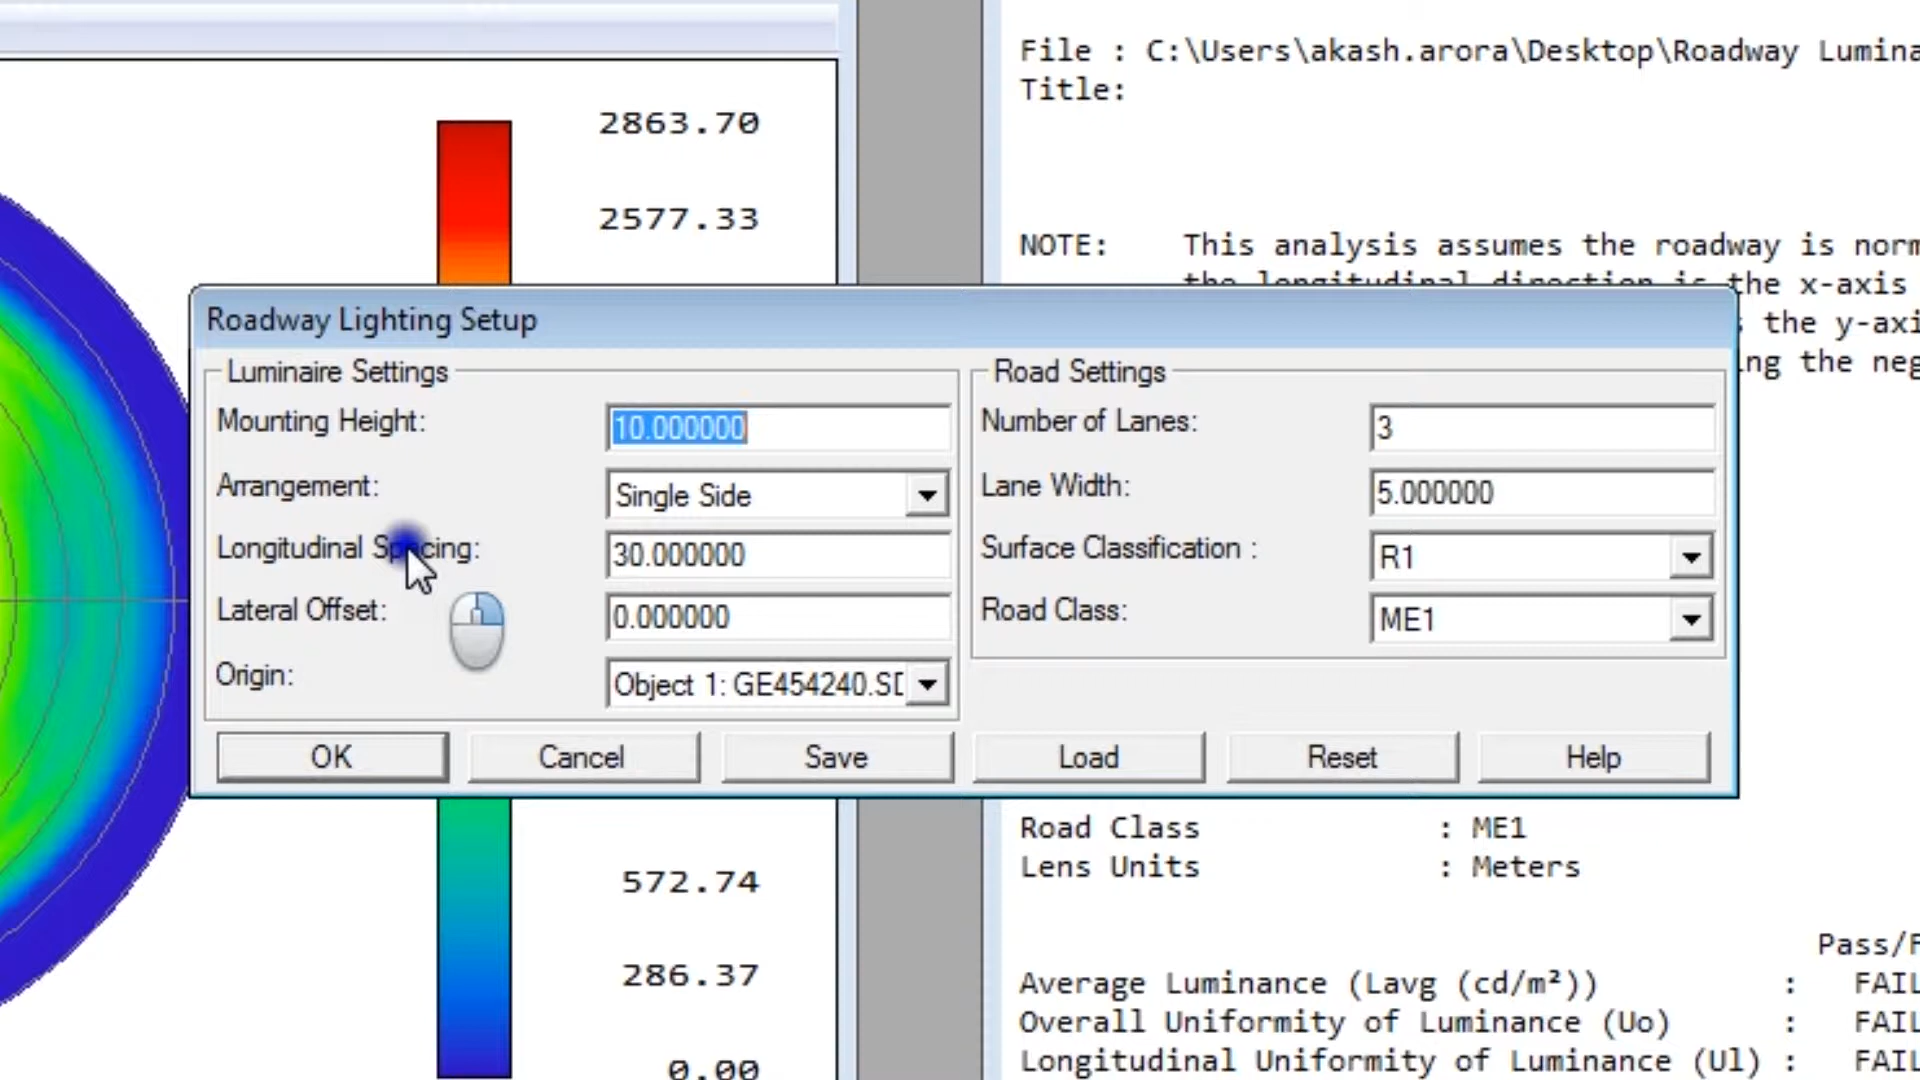 File : C:\Users\akash.arora\Desktop\Roadway Lumina
Title:
2863.70
2577.33
NOTE: This analysis assumes the roadway is norm
the longitudinal direction is the x-axis
the y-axi
ng the neg
Roadway Lighting Setup
Luminaire Settings
Mounting Height: 10.000000
Arrangement: Single Side
Longitudinal Spacing: 30.000000
Lateral Offset: 0.000000
Origin: Object 1: GE454240.SD
Road Settings
Number of Lanes: 3
Lane Width: 5.000000
Surface Classification : R1
Road Class: ME1
OK Cancel Save Load Reset Help
Road Class : ME1
Lens Units : Meters
572.74
286.37
0.00
Pass/F
Average Luminance (Lavg (cd/m²)) : FAIL
Overall Uniformity of Luminance (Uo) : FAIL
Longitudinal Uniformity of Luminance (Ul) : FAIL